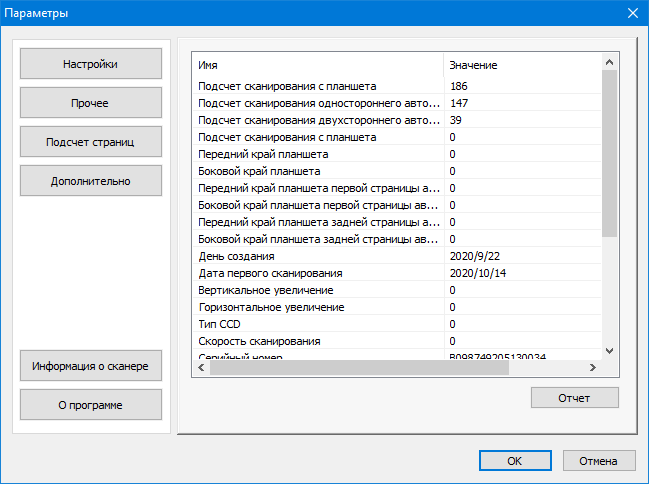 Параметры
Настройки
Прочее
Подсчет страниц
Дополнительно
Информация о сканере
О программе
Имя Значение
Подсчет сканирования с планшета 186
Подсчет сканирования одностороннего авто... 147
Подсчет сканирования двухстороннего авто... 39
Подсчет сканирования с планшета 0
Передний край планшета 0
Боковой край планшета 0
Передний край планшета первой страницы а... 0
Боковой край планшета первой страницы ав... 0
Передний край планшета задней страницы а... 0
Боковой край планшета задней страницы ав... 0
День создания 2020/9/22
Дата первого сканирования 2020/10/14
Вертикальное увеличение 0
Горизонтальное увеличение 0
Тип CCD 0
Скорость сканирования 0
Серийный номер B098749205130034
Отчет
OK Отмена